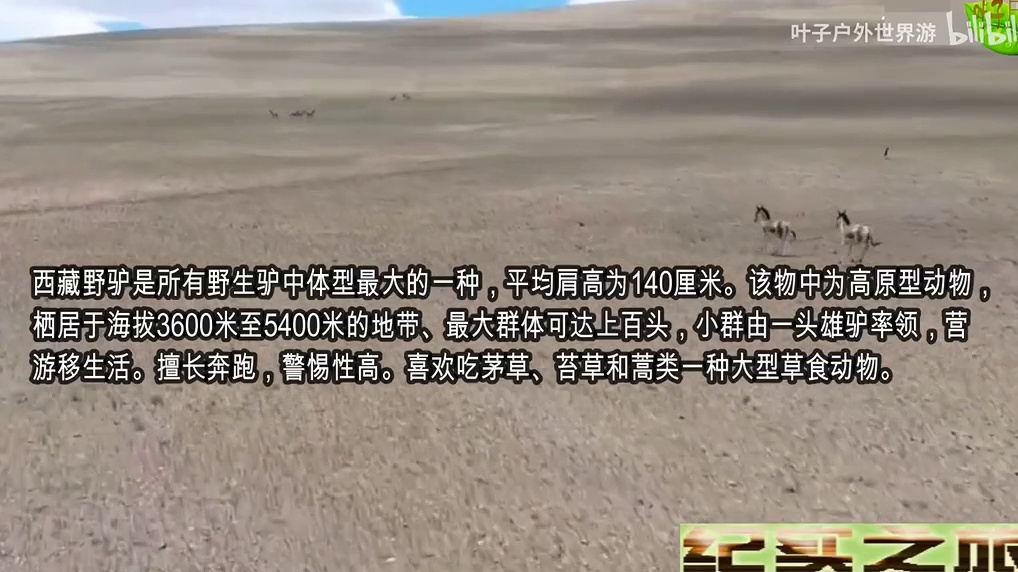 叶子户外世界游 bilibili
西藏野驴是所有野生驴中体型最大的一种，平均肩高为140厘米。该物中为高原型动物，
栖居于海拔3600米至5400米的地带、最大群体可达上百头，小群由一头雄驴率领，营
游移生活。擅长奔跑，警惕性高。喜欢吃茅草、苔草和蒿类一种大型草食动物。
纪实之旅